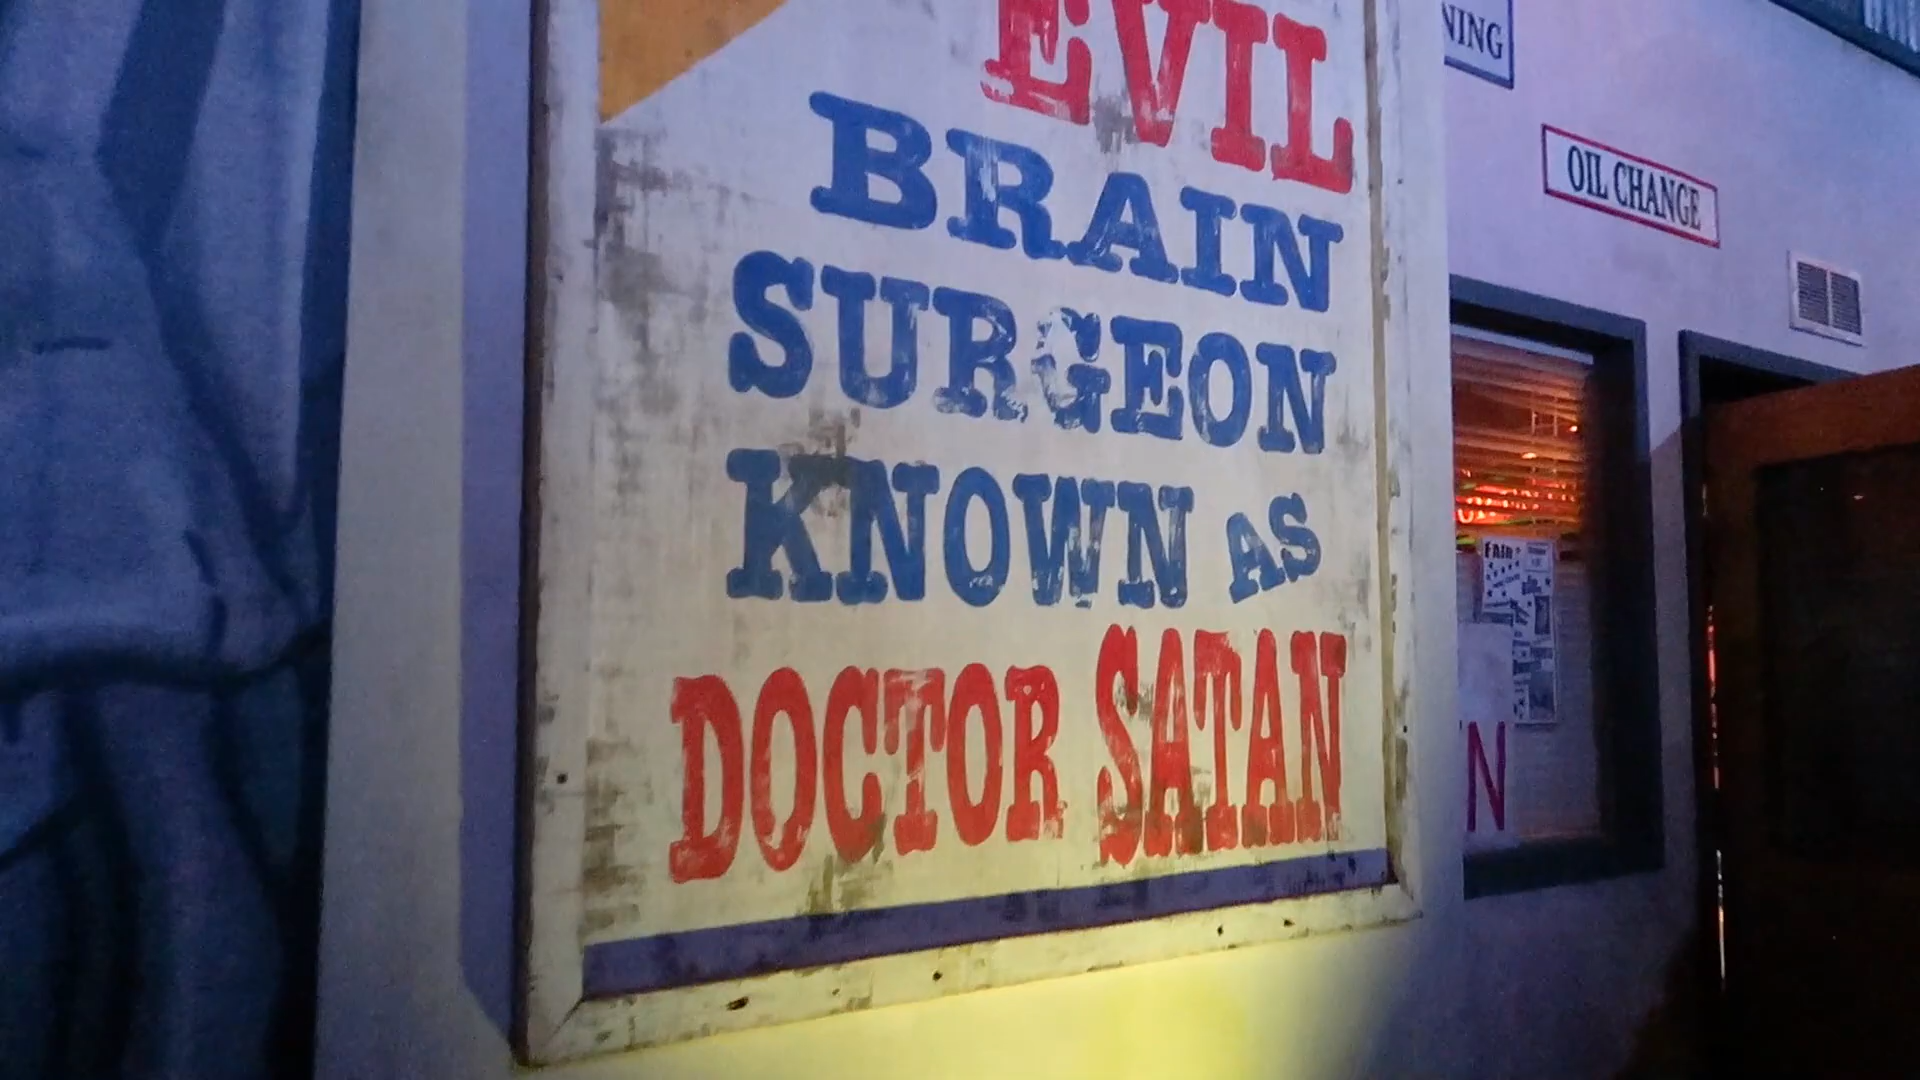 EVIL
BRAIN
SURGEON
KNOWN AS
DOCTOR SATAN
NING
OIL CHANGE
FAIR
N